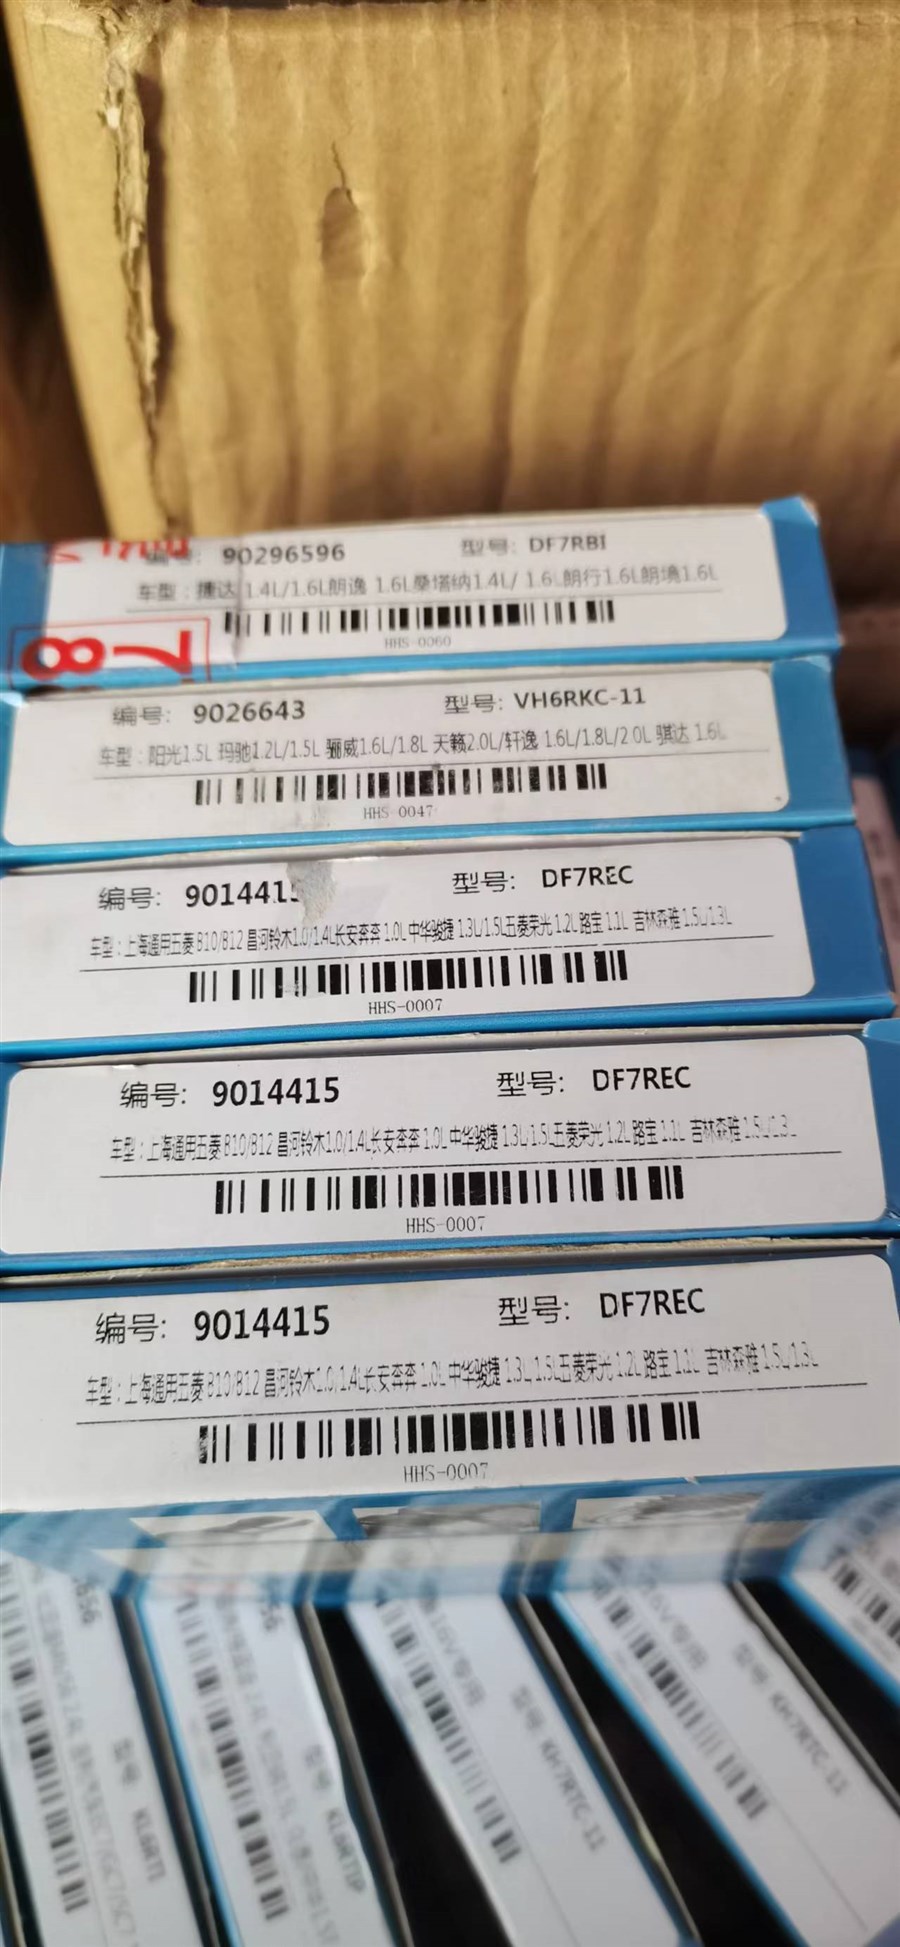 编号: 90296596 型号: DF7RBI
车型: 捷达 1.4L/1.6L朗逸 1.6L桑塔纳1.4L/ 1.6L朗行1.6L朗境1.6L
HHS-0060
78
编号: 9026643 型号: VH6RKC-11
车型: 阳光1.5L 玛驰1.2L/1.5L 骊威1.6L/1.8L 天籁2.0L/轩逸 1.6L/1.8L/2.0L 骐达 1.6L
HHS-0047
编号: 9014415 型号: DF7REC
车型: 上海通用五菱 B10/B12 昌河铃木1.0/1.4L长安奔奔 1.0L 中华骏捷 1.3L/1.5L五菱荣光 1.2L 路宝 1.1L 吉林森雅 1.5L/1.3L
HHS-0007
编号: 9014415 型号: DF7REC
车型: 上海通用五菱 B10/B12 昌河铃木1.0/1.4L长安奔奔 1.0L 中华骏捷 1.3L/1.5L五菱荣光 1.2L 路宝 1.1L 吉林森雅 1.5L/1.3L
HHS-0007
编号: 9014415 型号: DF7REC
车型: 上海通用五菱 B10/B12 昌河铃木1.0/1.4L长安奔奔 1.0L 中华骏捷 1.3L/1.5L五菱荣光 1.2L 路宝 1.1L 吉林森雅 1.5L/1.3L
HHS-0007
型号: KH7RTC-11
型号: KH7RTC-11